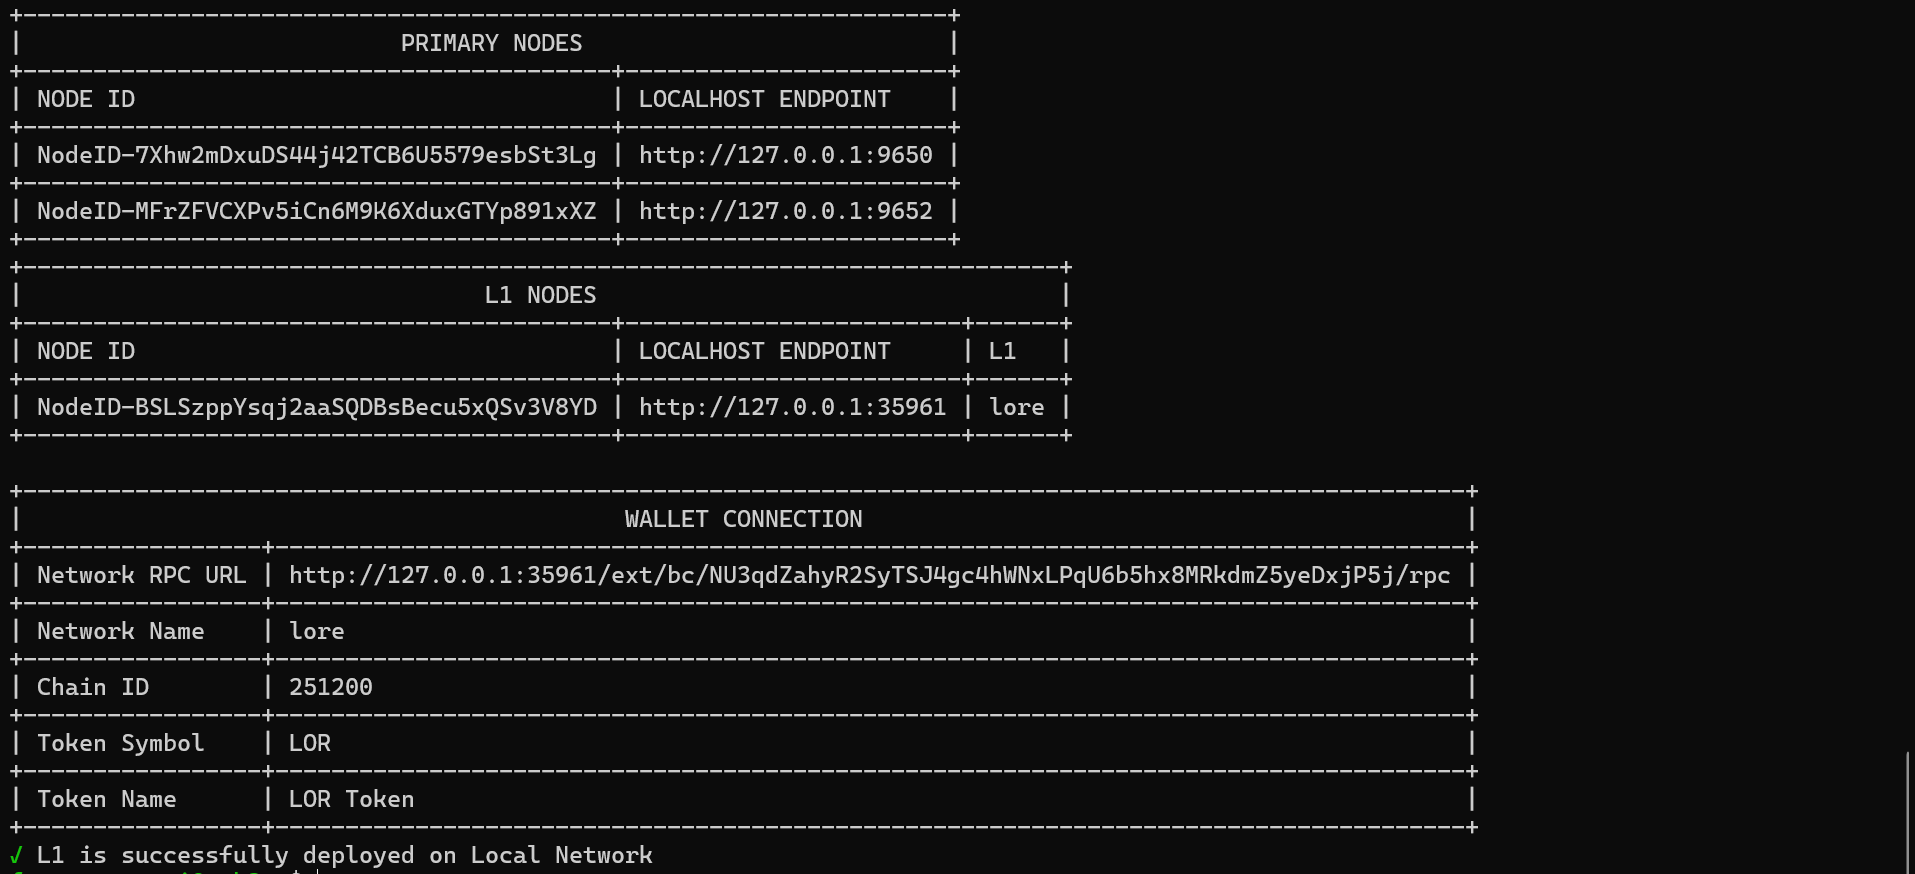 PRIMARY NODES
NODE ID | LOCALHOST ENDPOINT
NodeID-7Xhw2mDxuDS44j42TCB6U5579esbSt3Lg | http://127.0.0.1:9650
NodeID-MFrZFVCXPv5iCn6M9K6XduxGTYp891xXZ | http://127.0.0.1:9652
L1 NODES
NODE ID | LOCALHOST ENDPOINT | L1
NodeID-BSLSzppYsqj2aaSQDBsBecu5xQSv3V8YD | http://127.0.0.1:35961 | lore
WALLET CONNECTION
Network RPC URL | http://127.0.0.1:35961/ext/bc/NU3qdZahyR2SyTSJ4gc4hWNxLPqU6b5hx8MRkdmZ5yeDxjP5j/rpc
Network Name | lore
Chain ID | 251200
Token Symbol | LOR
Token Name | LOR Token
✓ L1 is successfully deployed on Local Network